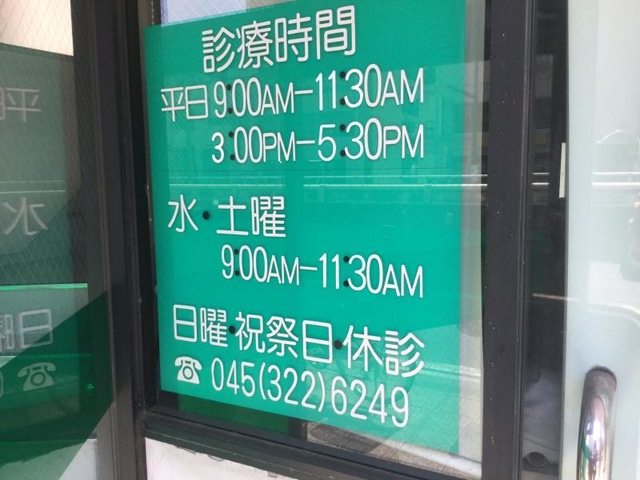 診療時間
平日9:00AM-11:30AM
3:00PM-5:30PM
水・土曜
9:00AM-11:30AM
日曜・祝祭日・休診
☎045(322)6249